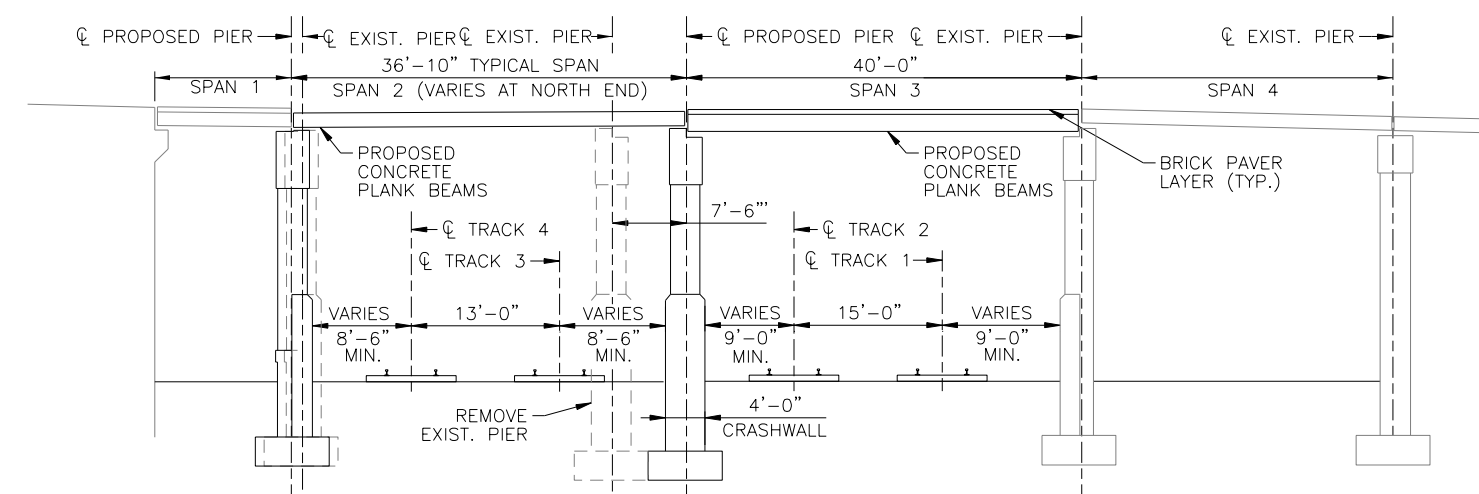 ℄ PROPOSED PIER
℄ EXIST. PIER
℄ EXIST. PIER
℄ PROPOSED PIER
℄ EXIST. PIER
℄ EXIST. PIER
36'-10" TYPICAL SPAN
40'-0"
SPAN 1
SPAN 2 (VARIES AT NORTH END)
SPAN 3
SPAN 4
PROPOSED
CONCRETE
PLANK BEAMS
PROPOSED
CONCRETE
PLANK BEAMS
BRICK PAVER
LAYER (TYP.)
7'-6"'
℄ TRACK 4
℄ TRACK 2
℄ TRACK 3
℄ TRACK 1
VARIES
8'-6"
MIN.
13'-0"
VARIES
8'-6"
MIN.
VARIES
9'-0"
MIN.
15'-0"
VARIES
9'-0"
MIN.
REMOVE
EXIST. PIER
4'-0"
CRASHWALL